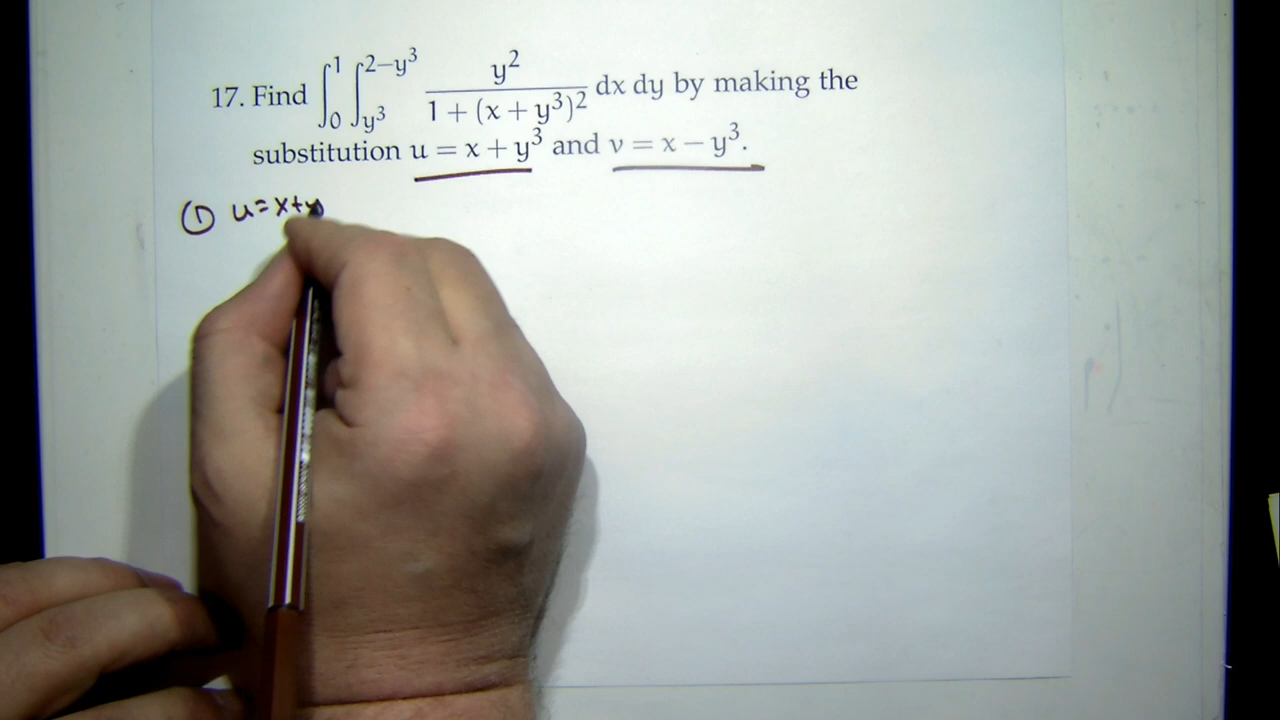 17. Find ∫₀¹ ∫_{y³}^{2−y³} y²/(1 + (x + y³)²) dx dy by making the
substitution u = x + y³ and v = x − y³.
① u=x+y